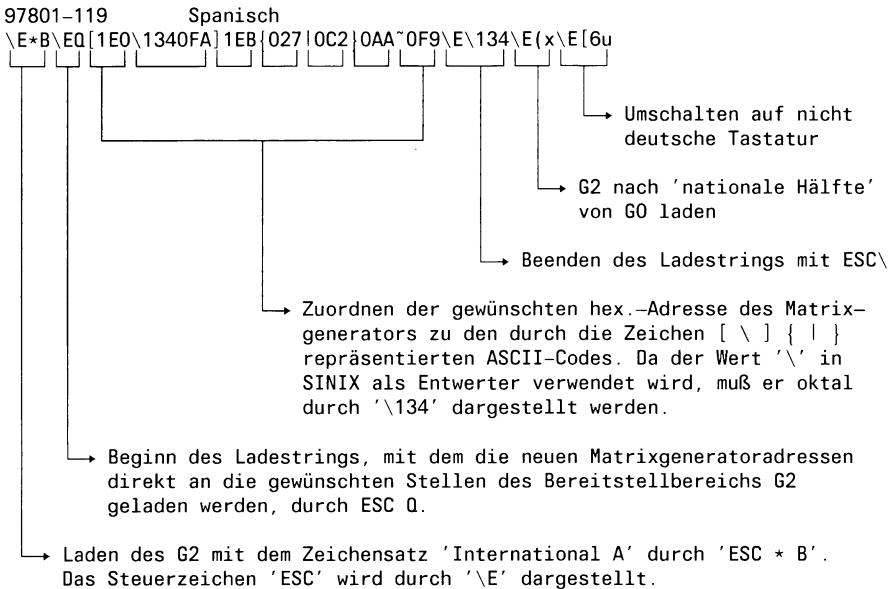 97801-119 Spanisch
\E*B\EQ[1E0\1340FA]1EB{027|0C2}0AA~0F9\E\134\E(x\E[6u
Umschalten auf nicht
deutsche Tastatur
G2 nach 'nationale Hälfte'
von G0 laden
Beenden des Ladestrings mit ESC\
Zuordnen der gewünschten hex.-Adresse des Matrix-
generators zu den durch die Zeichen [ \ ] { | }
repräsentierten ASCII-Codes. Da der Wert '\' in
SINIX als Entwerter verwendet wird, muß er oktal
durch '\134' dargestellt werden.
Beginn des Ladestrings, mit dem die neuen Matrixgeneratoradressen
direkt an die gewünschten Stellen des Bereitstellbereichs G2
geladen werden, durch ESC Q.
Laden des G2 mit dem Zeichensatz 'International A' durch 'ESC * B'.
Das Steuerzeichen 'ESC' wird durch '\E' dargestellt.